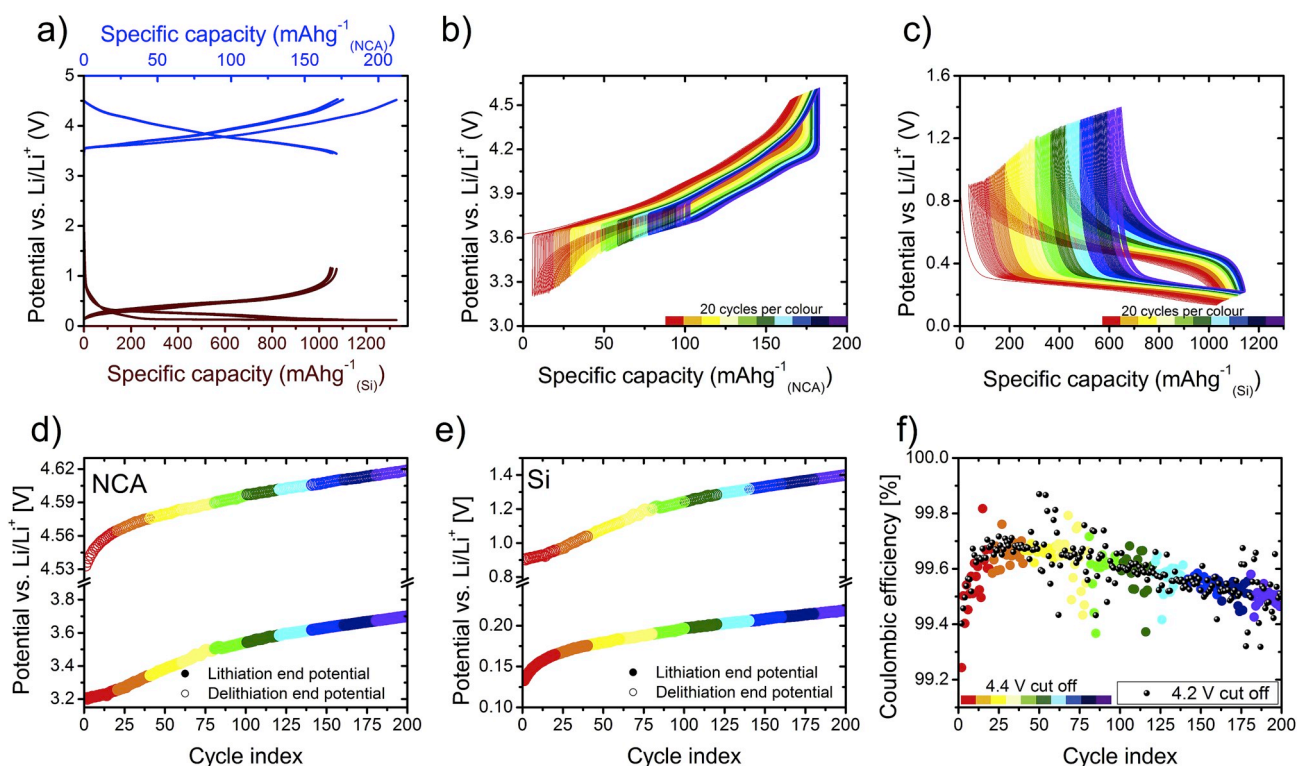 a)
Specific capacity (mAhg⁻¹(NCA))
0 50 100 150 200
5
4
3
2
1
0
Potential vs. Li/Li⁺ (V)
200 400 600 800 1000 1200
Specific capacity (mAhg⁻¹(Si))
b)
4.5
4.2
3.9
3.6
3.3
3.0
Potential vs. Li/Li⁺ (V)
20 cycles per colour
0 50 100 150 200
Specific capacity (mAhg⁻¹(NCA))
c)
1.6
1.2
0.8
0.4
0.0
Potential vs Li/Li⁺ (V)
20 cycles per colour
0 200 400 600 800 1000 1200
Specific capacity (mAhg⁻¹(Si))
d)
NCA
4.62
4.59
4.56
4.53
3.8
3.6
3.4
3.2
Potential vs. Li/Li⁺ [V]
Lithiation end potential
Delithiation end potential
0 25 50 75 100 125 150 175 200
Cycle index
e)
Si
1.4
1.2
1.0
0.8
0.20
0.15
0.10
Potential vs. Li/Li⁺ [V]
Lithiation end potential
Delithiation end potential
0 25 50 75 100 125 150 175 200
Cycle index
f)
100.0
99.8
99.6
99.4
99.2
Coulombic efficiency [%]
4.4 V cut off
4.2 V cut off
0 25 50 75 100 125 150 175 200
Cycle index